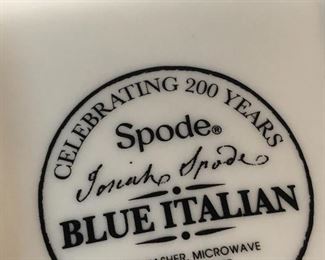 CELEBRATING 200 YEARS
Spode®
Josiah Spode
BLUE ITALIAN
MICROWAVE